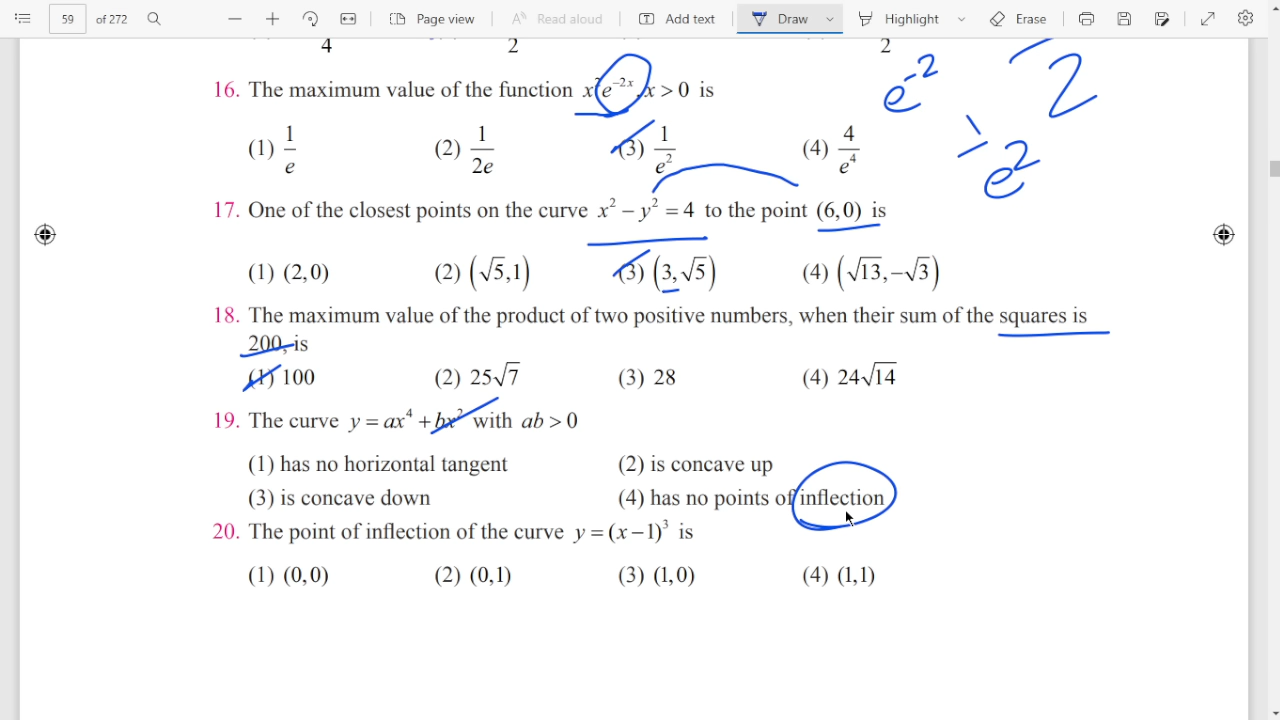 59 of 272 Page view Read aloud Add text Draw Highlight Erase
4 2 2
16. The maximum value of the function x²e⁻²ˣ, x > 0 is
(1) 1/e (2) 1/2e (3) 1/e² (4) 4/e⁴
e⁻² 2
1/e²
17. One of the closest points on the curve x² − y² = 4 to the point (6,0) is
(1) (2,0) (2) (√5,1) (3) (3,√5) (4) (√13,−√3)
18. The maximum value of the product of two positive numbers, when their sum of the squares is
200, is
(1) 100 (2) 25√7 (3) 28 (4) 24√14
19. The curve y = ax⁴ + bx² with ab > 0
(1) has no horizontal tangent (2) is concave up
(3) is concave down (4) has no points of inflection
20. The point of inflection of the curve y = (x−1)³ is
(1) (0,0) (2) (0,1) (3) (1,0) (4) (1,1)